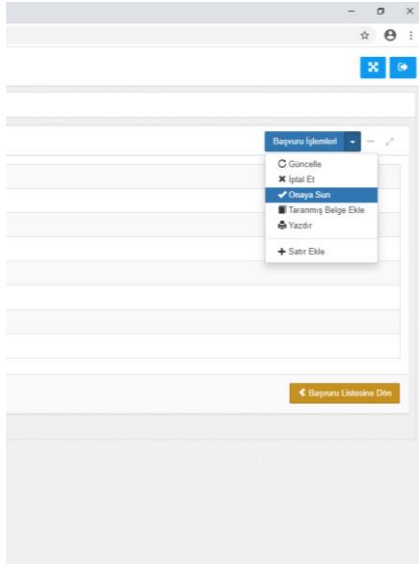 Başvuru İşlemleri
Güncelle
İptal Et
Onaya Sun
Taranmış Belge Ekle
Yazdır
Satır Ekle
Başvuru Listesine Dön